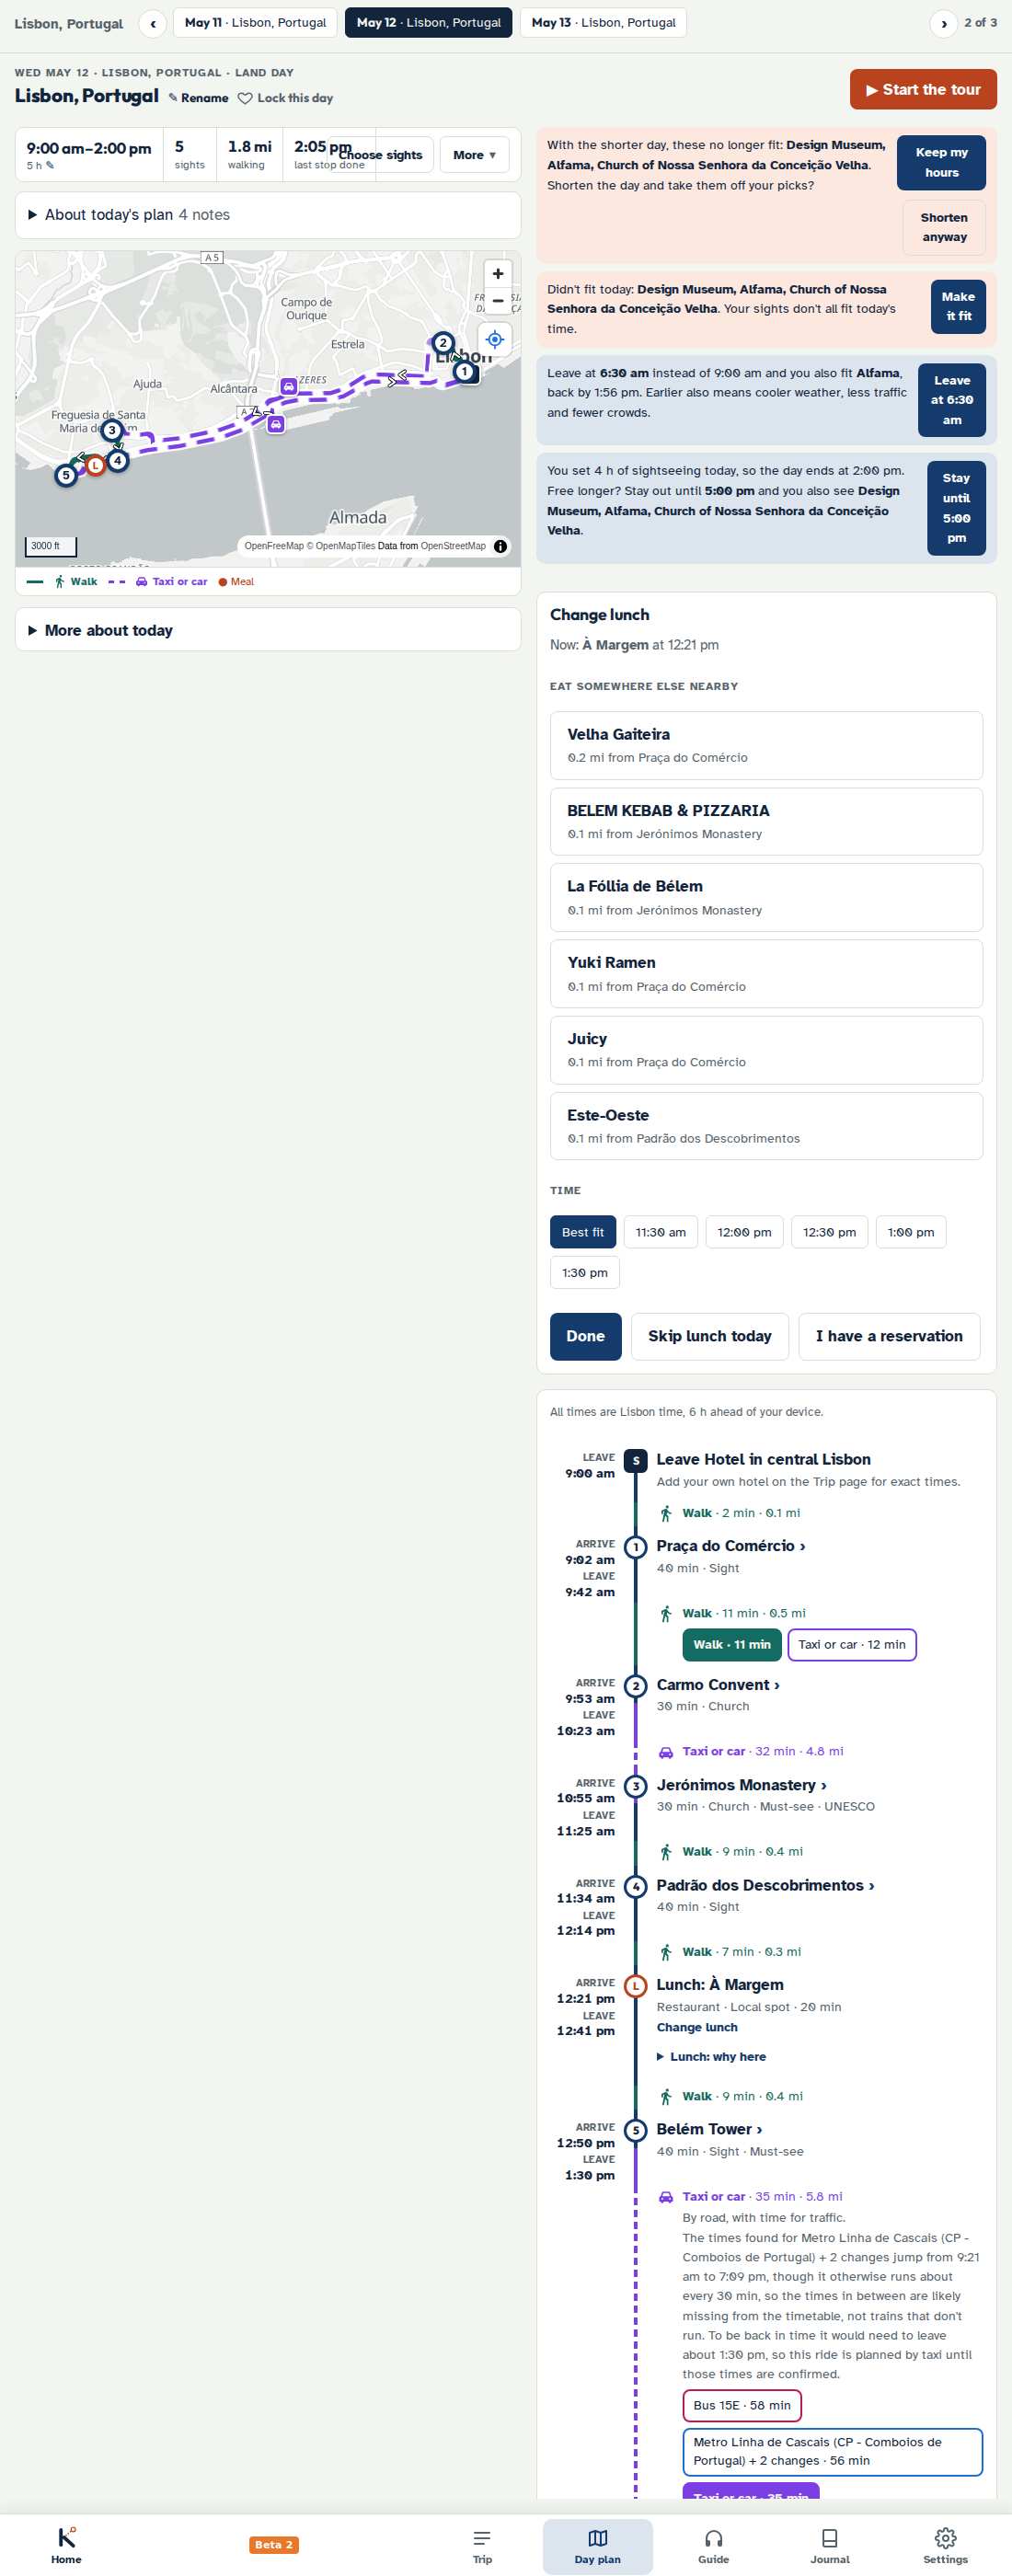 Lisbon, Portugal
‹
May 11 · Lisbon, Portugal
May 12 · Lisbon, Portugal
May 13 · Lisbon, Portugal
›
2 of 3
WED MAY 12 · LISBON, PORTUGAL · LAND DAY
Lisbon, Portugal
✎ Rename
Lock this day
▶ Start the tour
9:00 am–2:00 pm
5 h ✎
5
sights
1.8 mi
walking
2:05 pm
last stop done
Choose sights
More ▾
▶ About today's plan 4 notes
A 5
Campo de
Ourique
Estrela
Ajuda
Alcântara
Freguesia de Santa
Almada
3000 ft
OpenFreeMap © OpenMapTiles Data from OpenStreetMap
+
−
1
2
3
4
5
L
Walk
Taxi or car
Meal
▶ More about today
With the shorter day, these no longer fit: Design Museum,
Alfama, Church of Nossa Senhora da Conceição Velha.
Shorten the day and take them off your picks?
Keep my
hours
Shorten
anyway
Didn't fit today: Design Museum, Alfama, Church of Nossa
Senhora da Conceição Velha. Your sights don't all fit today's
time.
Make
it fit
Leave at 6:30 am instead of 9:00 am and you also fit Alfama,
back by 1:56 pm. Earlier also means cooler weather, less traffic
and fewer crowds.
Leave
at 6:30
am
You set 4 h of sightseeing today, so the day ends at 2:00 pm.
Free longer? Stay out until 5:00 pm and you also see Design
Museum, Alfama, Church of Nossa Senhora da Conceição
Velha.
Stay
until
5:00
pm
Change lunch
Now: À Margem at 12:21 pm
EAT SOMEWHERE ELSE NEARBY
Velha Gaiteira
0.2 mi from Praça do Comércio
BELEM KEBAB & PIZZARIA
0.1 mi from Jerónimos Monastery
La Fóllia de Bélem
0.1 mi from Jerónimos Monastery
Yuki Ramen
0.1 mi from Praça do Comércio
Juicy
0.1 mi from Praça do Comércio
Este-Oeste
0.1 mi from Padrão dos Descobrimentos
TIME
Best fit
11:30 am
12:00 pm
12:30 pm
1:00 pm
1:30 pm
Done
Skip lunch today
I have a reservation
All times are Lisbon time, 6 h ahead of your device.
LEAVE
9:00 am
S
Leave Hotel in central Lisbon
Add your own hotel on the Trip page for exact times.
Walk · 2 min · 0.1 mi
ARRIVE
9:02 am
LEAVE
9:42 am
1
Praça do Comércio ›
40 min · Sight
Walk · 11 min · 0.5 mi
Walk · 11 min
Taxi or car · 12 min
ARRIVE
9:53 am
LEAVE
10:23 am
2
Carmo Convent ›
30 min · Church
Taxi or car · 32 min · 4.8 mi
ARRIVE
10:55 am
LEAVE
11:25 am
3
Jerónimos Monastery ›
30 min · Church · Must-see · UNESCO
Walk · 9 min · 0.4 mi
ARRIVE
11:34 am
LEAVE
12:14 pm
4
Padrão dos Descobrimentos ›
40 min · Sight
Walk · 7 min · 0.3 mi
ARRIVE
12:21 pm
LEAVE
12:41 pm
L
Lunch: À Margem
Restaurant · Local spot · 20 min
Change lunch
▶ Lunch: why here
Walk · 9 min · 0.4 mi
ARRIVE
12:50 pm
LEAVE
1:30 pm
5
Belém Tower ›
40 min · Sight · Must-see
Taxi or car · 35 min · 5.8 mi
By road, with time for traffic.
The times found for Metro Linha de Cascais (CP -
Comboios de Portugal) + 2 changes jump from 9:21
am to 7:09 pm, though it otherwise runs about
every 30 min, so the times in between are likely
missing from the timetable, not trains that don't
run. To be back in time it would need to leave
about 1:30 pm, so this ride is planned by taxi until
those times are confirmed.
Bus 15E · 58 min
Metro Linha de Cascais (CP - Comboios de
Portugal) + 2 changes · 56 min
Taxi or car · 35 min
Home
Beta 2
Trip
Day plan
Guide
Journal
Settings